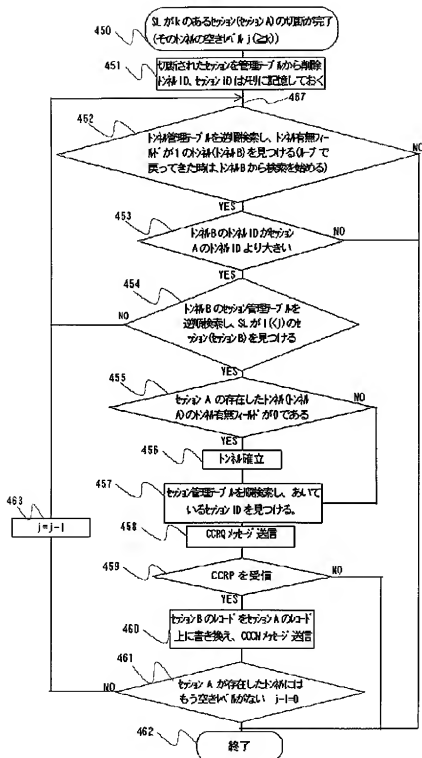 450
SLがkのあるセッション(セッションA)の切断が完了
(そのトンネルの空きレベル j(≧k))
451
切断されたセッションを管理テーブルから削除
トンネルID、セッションIDはメモリに記憶しておく
467
452
トンネル管理テーブルを逆順検索し、トンネル有無フィー
ルドが1のトンネル(トンネルB)を見つける(ループで
戻ってきた時は、トンネルBから検索を始める)
NO
YES
453
トンネルBのトンネルIDがセッション
AのトンネルIDより大きい
NO
YES
454
トンネルBのセッション管理テーブルを
逆順検索し、SLが l(<j)のセ
ッション(セッションB)を見つける
NO
YES
455
セッションAの存在したトンネル(トンネル
A)のトンネル有無フィールドが0である
NO
YES
456
トンネル確立
457
セッション管理テーブルを順検索し、あいて
いるセッションIDを見つける。
458
CCRQメッセージ送信
463
j=j-l
459
CCRPを受信
NO
YES
460
セッションBのレコードをセッションAのレコード
上に書き換え、CCCNメッセージ送信
461
セッションAが存在したトンネルには
もう空きレベルがない j-l=0
NO
YES
462
終了